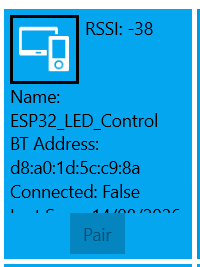 RSSI: -38
Name:
ESP32_LED_Control
BT Address:
d8:a0:1d:5c:c9:8a
Connected: False
Pair